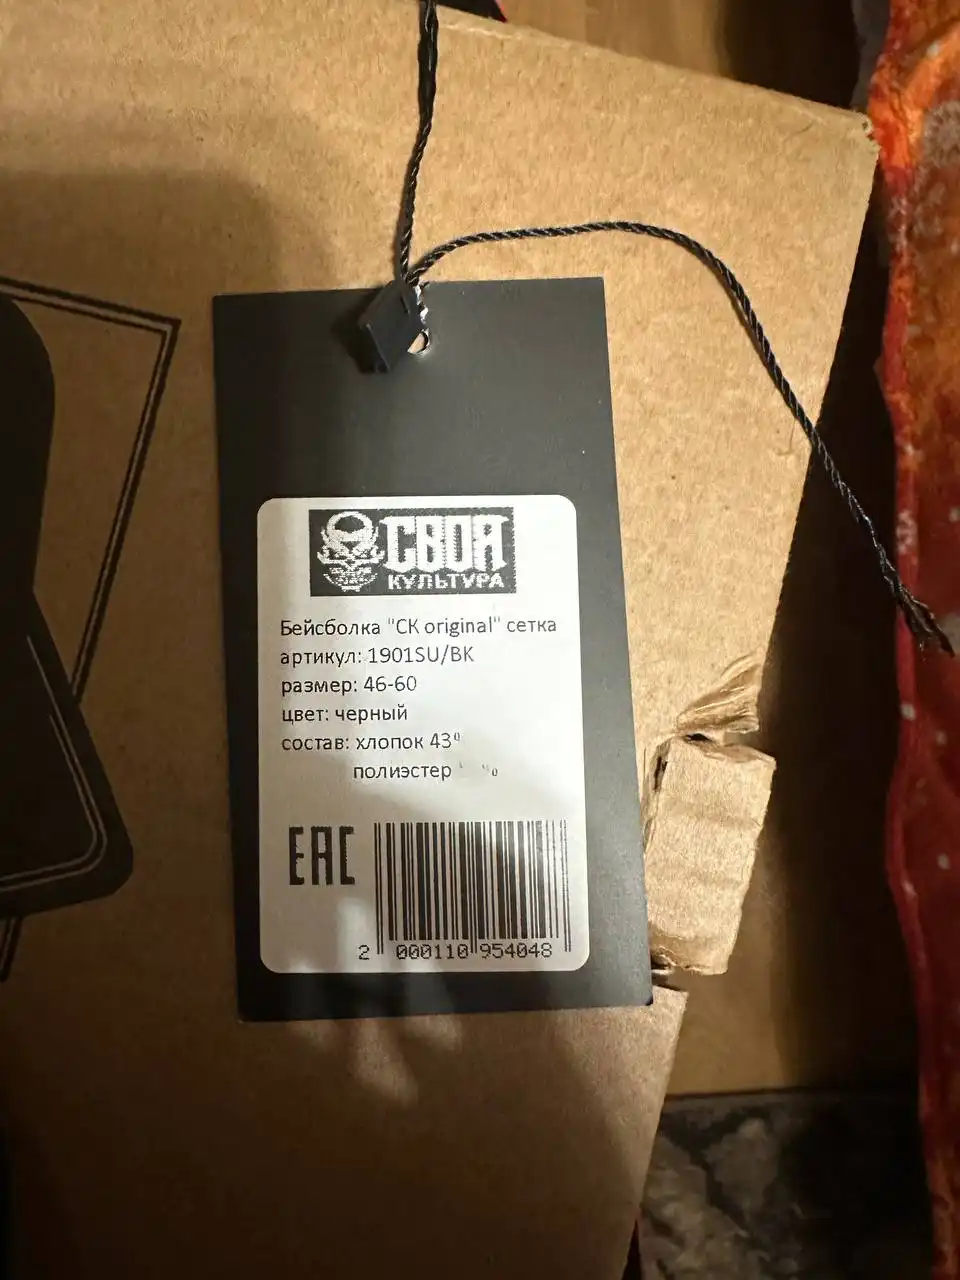 СВОЯ
КУЛЬТУРА
Бейсболка "СК original" сетка
артикул: 1901SU/BK
размер: 46-60
цвет: черный
состав: хлопок 43%
полиэстер
EAC
2 000110 954048